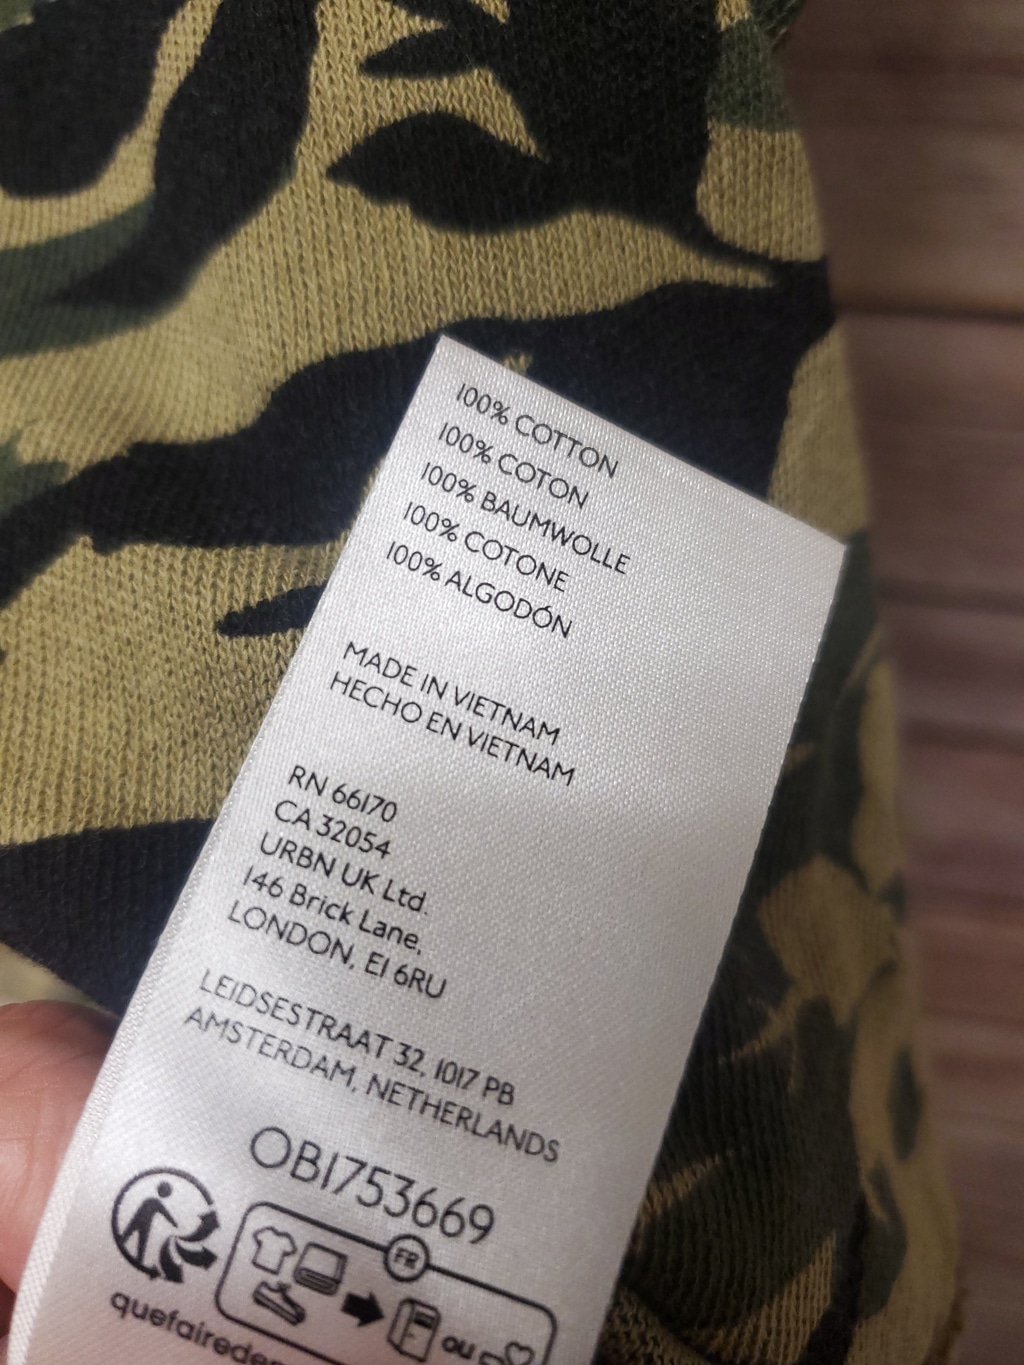 100% COTTON
100% COTON
100% BAUMWOLLE
100% COTONE
100% ALGODÓN
MADE IN VIETNAM
HECHO EN VIETNAM
RN 66170
CA 32054
URBN UK Ltd.
146 Brick Lane,
LONDON, E1 6RU
LEIDSESTRAAT 32, 1017 PB
AMSTERDAM, NETHERLANDS
OB1753669
FR
ou